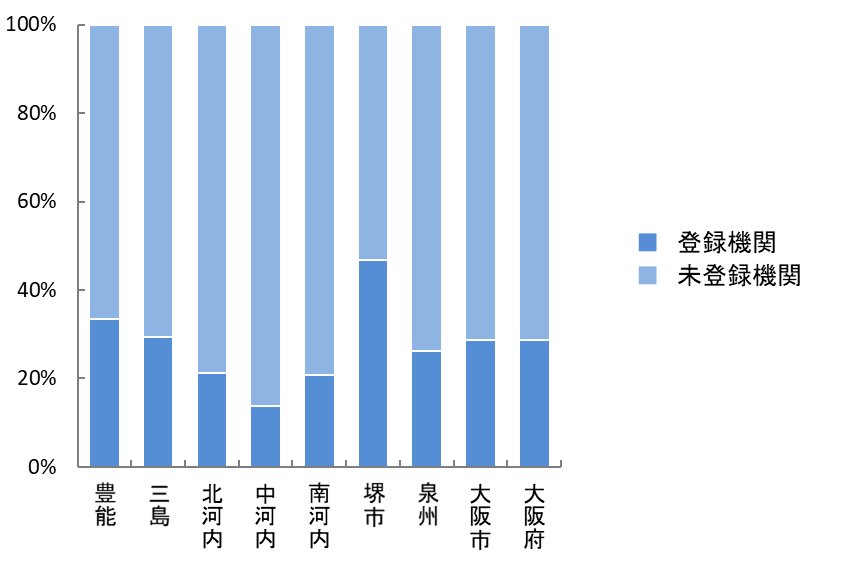 100%
80%
60%
40%
20%
0%
豊能
三島
北河内
中河内
南河内
堺市
泉州
大阪市
大阪府
登録機関
未登録機関